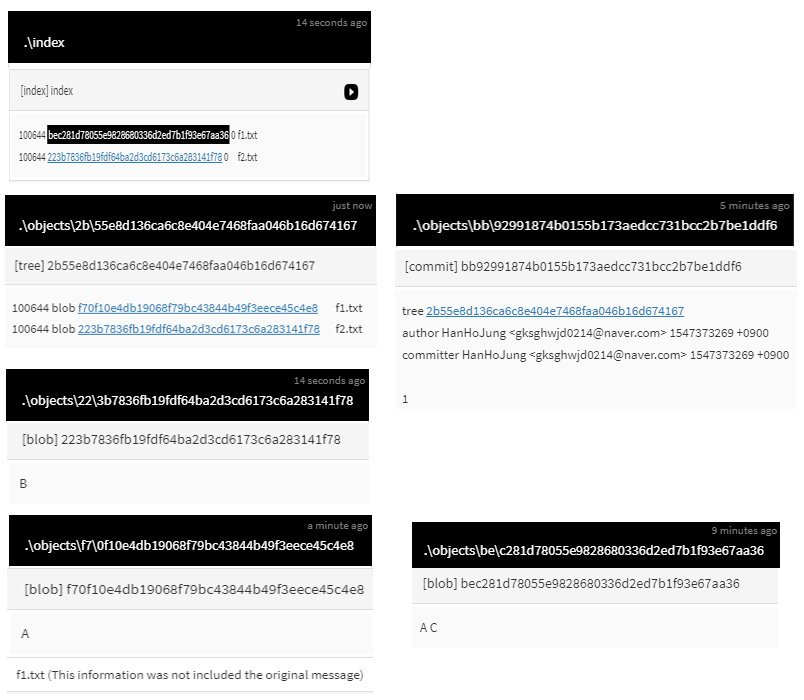 14 seconds ago
.\index
[index] index
100644 bec281d78055e9828680336d2ed7b1f93e67aa36 0 f1.txt
100644 223b7836fb19fdf64ba2d3cd6173c6a283141f78 0 f2.txt
just now
.\objects\2b\55e8d136ca6c8e404e7468faa046b16d674167
[tree] 2b55e8d136ca6c8e404e7468faa046b16d674167
100644 blob f70f10e4db19068f79bc43844b49f3eece45c4e8 f1.txt
100644 blob 223b7836fb19fdf64ba2d3cd6173c6a283141f78 f2.txt
5 minutes ago
.\objects\bb\92991874b0155b173aedcc731bcc2b7be1ddf6
[commit] bb92991874b0155b173aedcc731bcc2b7be1ddf6
tree 2b55e8d136ca6c8e404e7468faa046b16d674167
author HanHoJung <gksghwjd0214@naver.com> 1547373269 +0900
committer HanHoJung <gksghwjd0214@naver.com> 1547373269 +0900
1
14 seconds ago
.\objects\22\3b7836fb19fdf64ba2d3cd6173c6a283141f78
[blob] 223b7836fb19fdf64ba2d3cd6173c6a283141f78
B
a minute ago
.\objects\f7\0f10e4db19068f79bc43844b49f3eece45c4e8
[blob] f70f10e4db19068f79bc43844b49f3eece45c4e8
A
f1.txt (This information was not included the original message)
9 minutes ago
.\objects\be\c281d78055e9828680336d2ed7b1f93e67aa36
[blob] bec281d78055e9828680336d2ed7b1f93e67aa36
A C